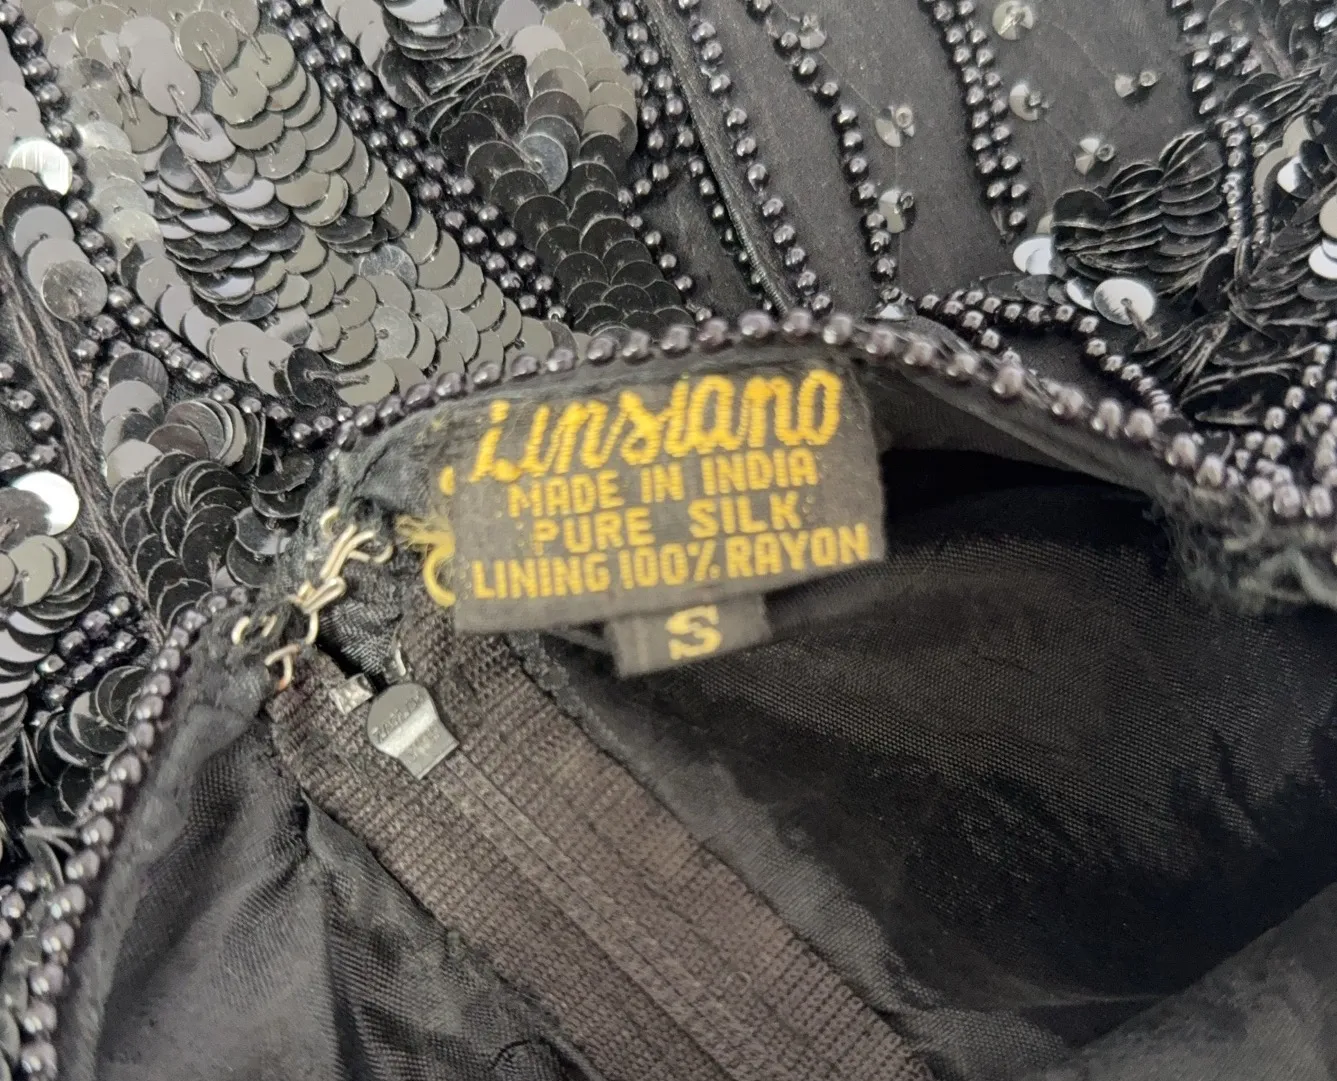 Linsiano
MADE IN INDIA
PURE SILK
LINING 100% RAYON
S